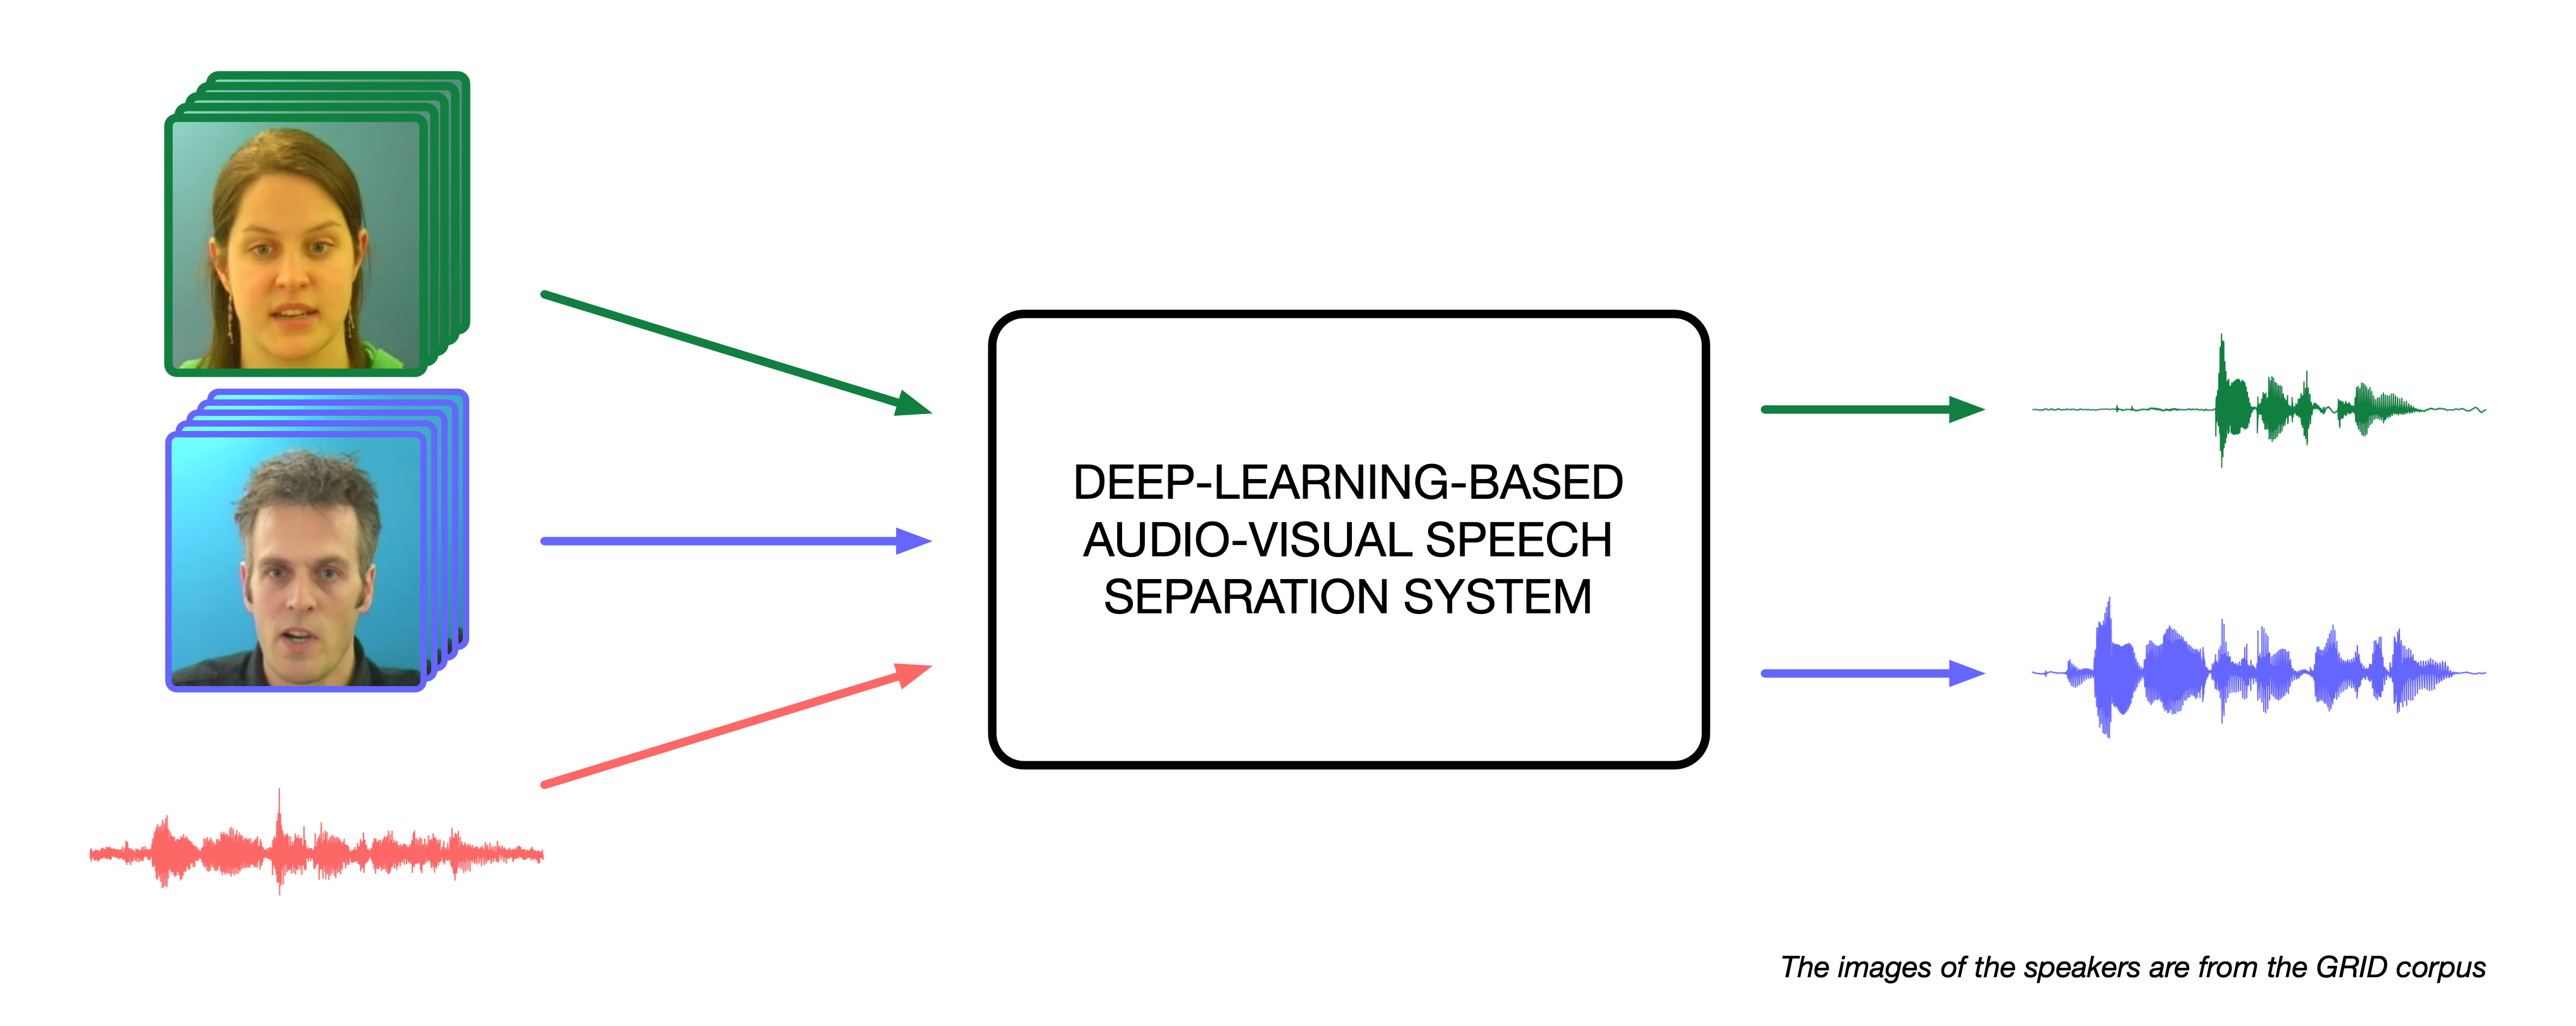 DEEP-LEARNING-BASED
AUDIO-VISUAL SPEECH
SEPARATION SYSTEM
The images of the speakers are from the GRID corpus